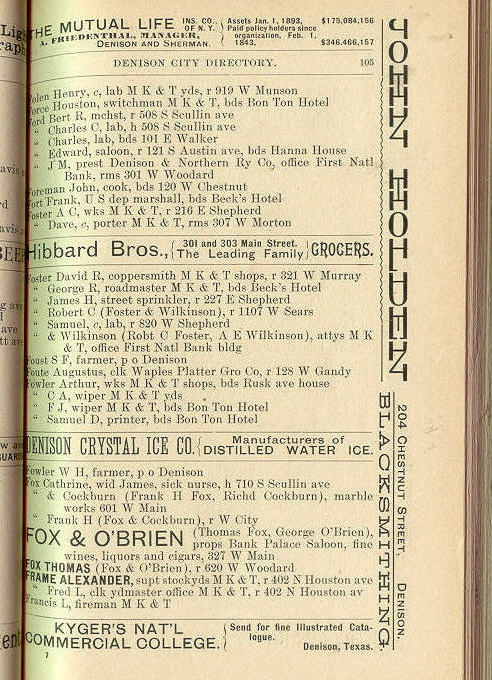 THE MUTUAL LIFE INS. CO., OF N. Y. Assets Jan. 1, 1893, $175,084,156
A. FRIEDENTHAL, MANAGER, Paid policy holders since
DENISON AND SHERMAN. organization, Feb. 1, 1843, $346,466,157
DENISON CITY DIRECTORY. 105
olen Henry, c, lab M K & T yds, r 919 W Munson
orce Houston, switchman M K & T, bds Bon Ton Hotel
Ford Bert R, mchst, r 508 S Scullin ave
“ Charles C, lab, h 508 S Scullin ave
“ Charles, lab, bds 101 E Walker
“ Edward, saloon, r 121 S Austin ave, bds Hanna House
“ J M, prest Denison & Northern Ry Co, office First Natl
Bank, rms 301 W Woodard
Foreman John, cook, bds 120 W Chestnut
Fort Frank, U S dep marshall, bds Beck's Hotel
Foster A C, wks M K & T, r 216 E Shepherd
“ Dave, c, porter M K & T, rms 307 W Morton
Hibbard Bros., 301 and 303 Main Street. The Leading Family GROCERS.
Foster David R, coppersmith M K & T shops, r 321 W Murray
“ George R, roadmaster M K & T, bds Beck's Hotel
“ James H, street sprinkler, r 227 E Shepherd
“ Robert C (Foster & Wilkinson), r 1107 W Sears
“ Samuel, c, lab, r 820 W Shepherd
“ & Wilkinson (Robt C Foster, A E Wilkinson), attys M K
& T, office First Natl Bank bldg
Foust S F, farmer, p o Denison
Foute Augustus, clk Waples Platter Gro Co, r 128 W Gandy
Fowler Arthur, wks M K & T shops, bds Rusk ave house
“ C A, wiper M K & T yds
“ F J, wiper M K & T, bds Bon Ton Hotel
“ Samuel D, printer, bds Bon Ton Hotel
DENISON CRYSTAL ICE CO. Manufacturers of DISTILLED WATER ICE.
Fowler W H, farmer, p o Denison
Fox Cathrine, wid James, sick nurse, h 710 S Scullin ave
“ & Cockburn (Frank H Fox, Richd Cockburn), marble
works 601 W Main
“ Frank H (Fox & Cockburn), r W City
FOX & O'BRIEN (Thomas Fox, George O'Brien),
props Bank Palace Saloon, fine
wines, liquors and cigars, 327 W Main
FOX THOMAS (Fox & O'Brien), r 620 W Woodard
FRAME ALEXANDER, supt stockyds M K & T, r 402 N Houston ave
“ Fred L, clk ydmaster office M K & T, r 402 N Houston av
Francis L, fireman M K & T
KYGER'S NAT'L COMMERCIAL COLLEGE. Send for fine Illustrated Cata-
logue.
Denison, Texas.
7
JOHN HOLDEN
BLACKSMITHING
204 CHESTNUT STREET, DENISON.